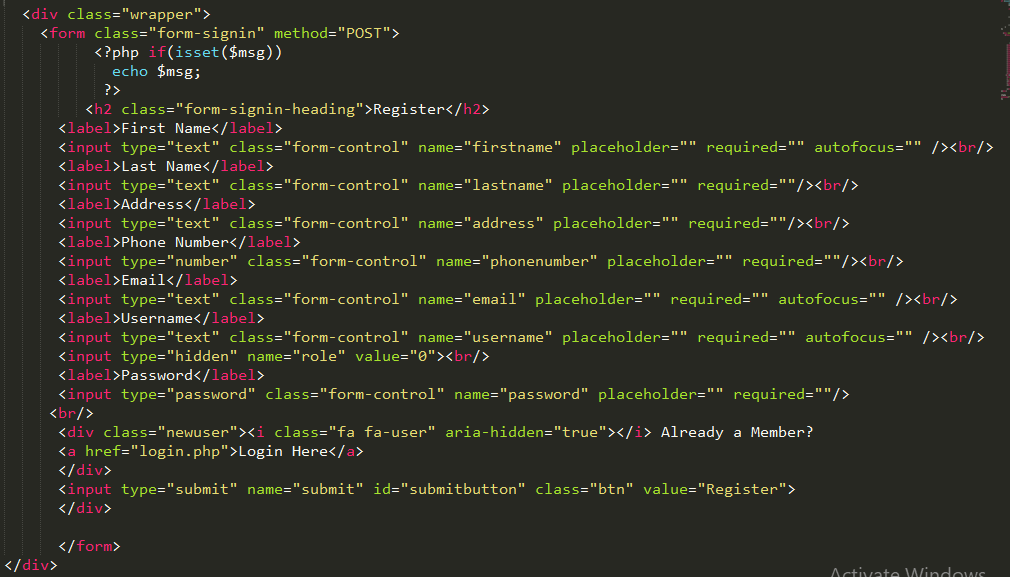 <div class="wrapper">
<form class="form-signin" method="POST">
<?php if(isset($msg))
echo $msg;
?>
<h2 class="form-signin-heading">Register</h2>
<label>First Name</label>
<input type="text" class="form-control" name="firstname" placeholder="" required="" autofocus="" /><br/>
<label>Last Name</label>
<input type="text" class="form-control" name="lastname" placeholder="" required=""/><br/>
<label>Address</label>
<input type="text" class="form-control" name="address" placeholder="" required=""/><br/>
<label>Phone Number</label>
<input type="number" class="form-control" name="phonenumber" placeholder="" required=""/><br/>
<label>Email</label>
<input type="text" class="form-control" name="email" placeholder="" required="" autofocus="" /><br/>
<label>Username</label>
<input type="text" class="form-control" name="username" placeholder="" required="" autofocus="" /><br/>
<input type="hidden" name="role" value="0"><br/>
<label>Password</label>
<input type="password" class="form-control" name="password" placeholder="" required=""/>
<br/>
<div class="newuser"><i class="fa fa-user" aria-hidden="true"></i> Already a Member?
<a href="login.php">Login Here</a>
</div>
<input type="submit" name="submit" id="submitbutton" class="btn" value="Register">
</div>
</form>
</div>
Activate Windows